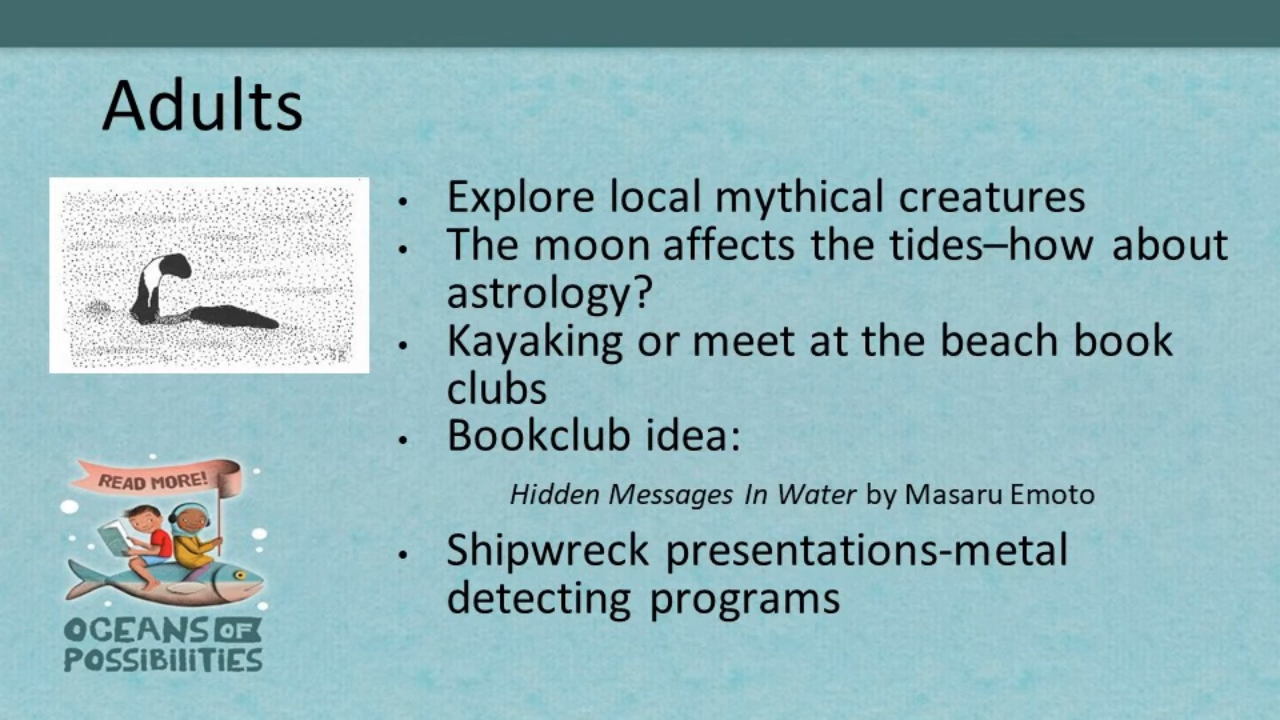 Adults
• Explore local mythical creatures
• The moon affects the tides–how about
astrology?
• Kayaking or meet at the beach book
clubs
• Bookclub idea:
Hidden Messages In Water by Masaru Emoto
• Shipwreck presentations-metal
detecting programs
READ MORE!
OCEANS OF
POSSIBILITIES